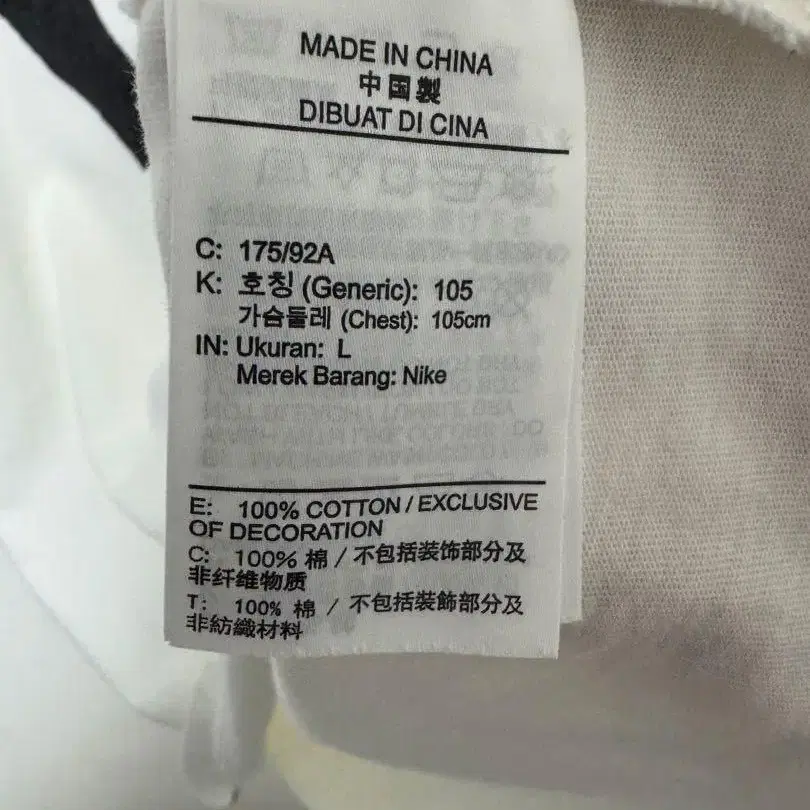 MADE IN CHINA
中国製
DIBUAT DI CINA
C: 175/92A
K: 호칭 (Generic): 105
가슴둘레 (Chest): 105cm
IN: Ukuran: L
Merek Barang: Nike
E: 100% COTTON / EXCLUSIVE
OF DECORATION
C: 100% 棉 / 不包括装饰部分及
非纤维物质
T: 100% 棉 / 不包括裝飾部分及
非紡織材料